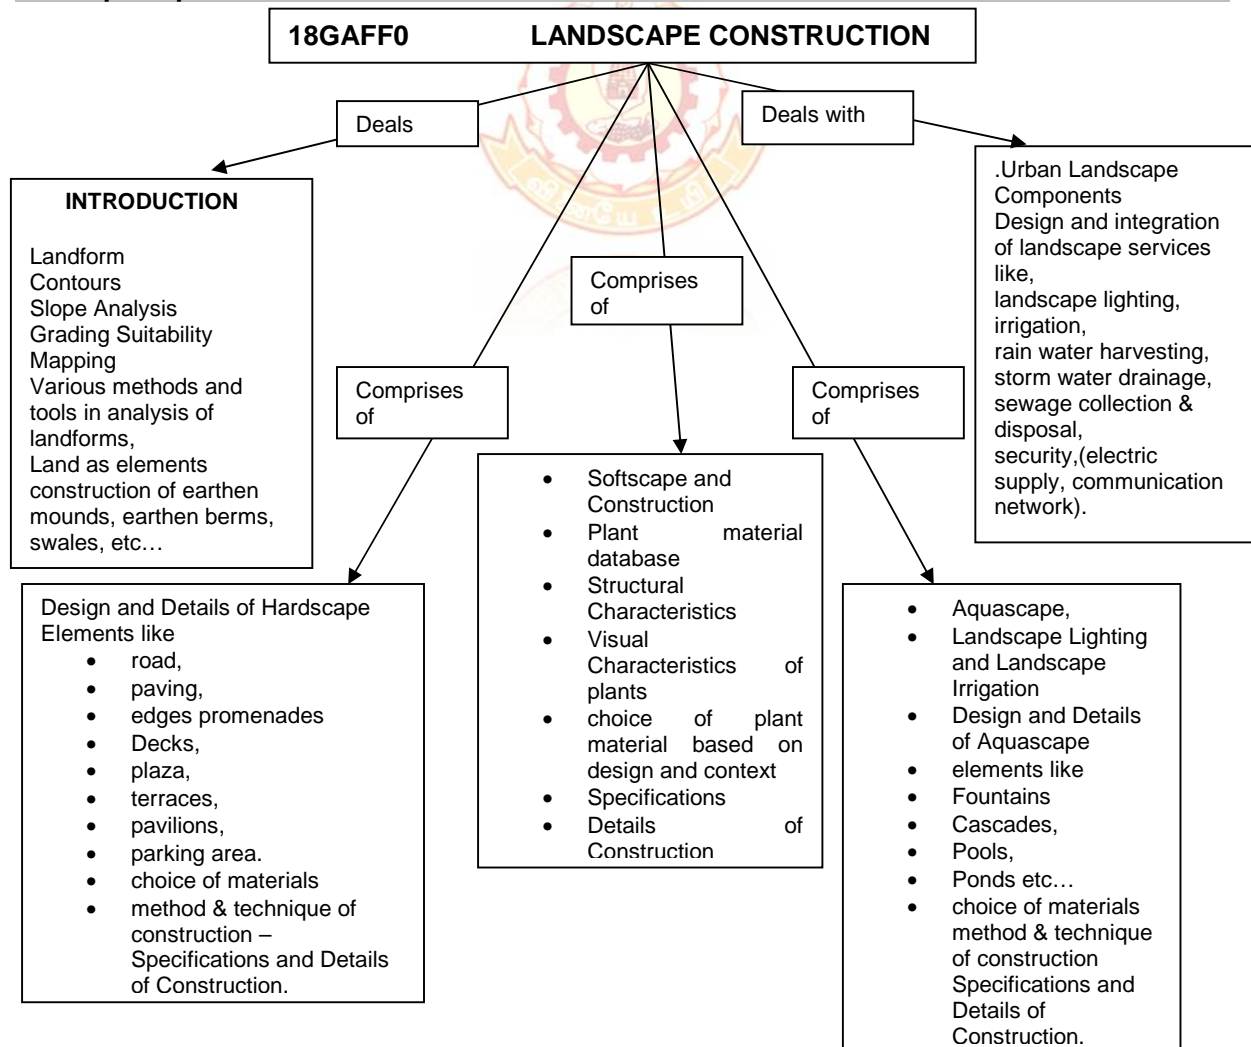 18GAFF0 LANDSCAPE CONSTRUCTION
Deals
Deals with
வினையே உயிர்
INTRODUCTION
Landform
Contours
Slope Analysis
Grading Suitability
Mapping
Various methods and
tools in analysis of
landforms,
Land as elements
construction of earthen
mounds, earthen berms,
swales, etc…
.Urban Landscape
Components
Design and integration
of landscape services
like,
landscape lighting,
irrigation,
rain water harvesting,
storm water drainage,
sewage collection &
disposal,
security,(electric
supply, communication
network).
Comprises
of
Comprises
of
Comprises
of
Design and Details of Hardscape
Elements like
• road,
• paving,
• edges promenades
• Decks,
• plaza,
• terraces,
• pavilions,
• parking area.
• choice of materials
• method & technique of
construction –
Specifications and Details
of Construction.
• Softscape and
Construction
• Plant material
database
• Structural
Characteristics
• Visual
Characteristics of
plants
• choice of plant
material based on
design and context
• Specifications
• Details of
Construction
• Aquascape,
• Landscape Lighting
and Landscape
Irrigation
• Design and Details
of Aquascape
• elements like
• Fountains
• Cascades,
• Pools,
• Ponds etc…
• choice of materials
method & technique
of construction
Specifications and
Details of
Construction.